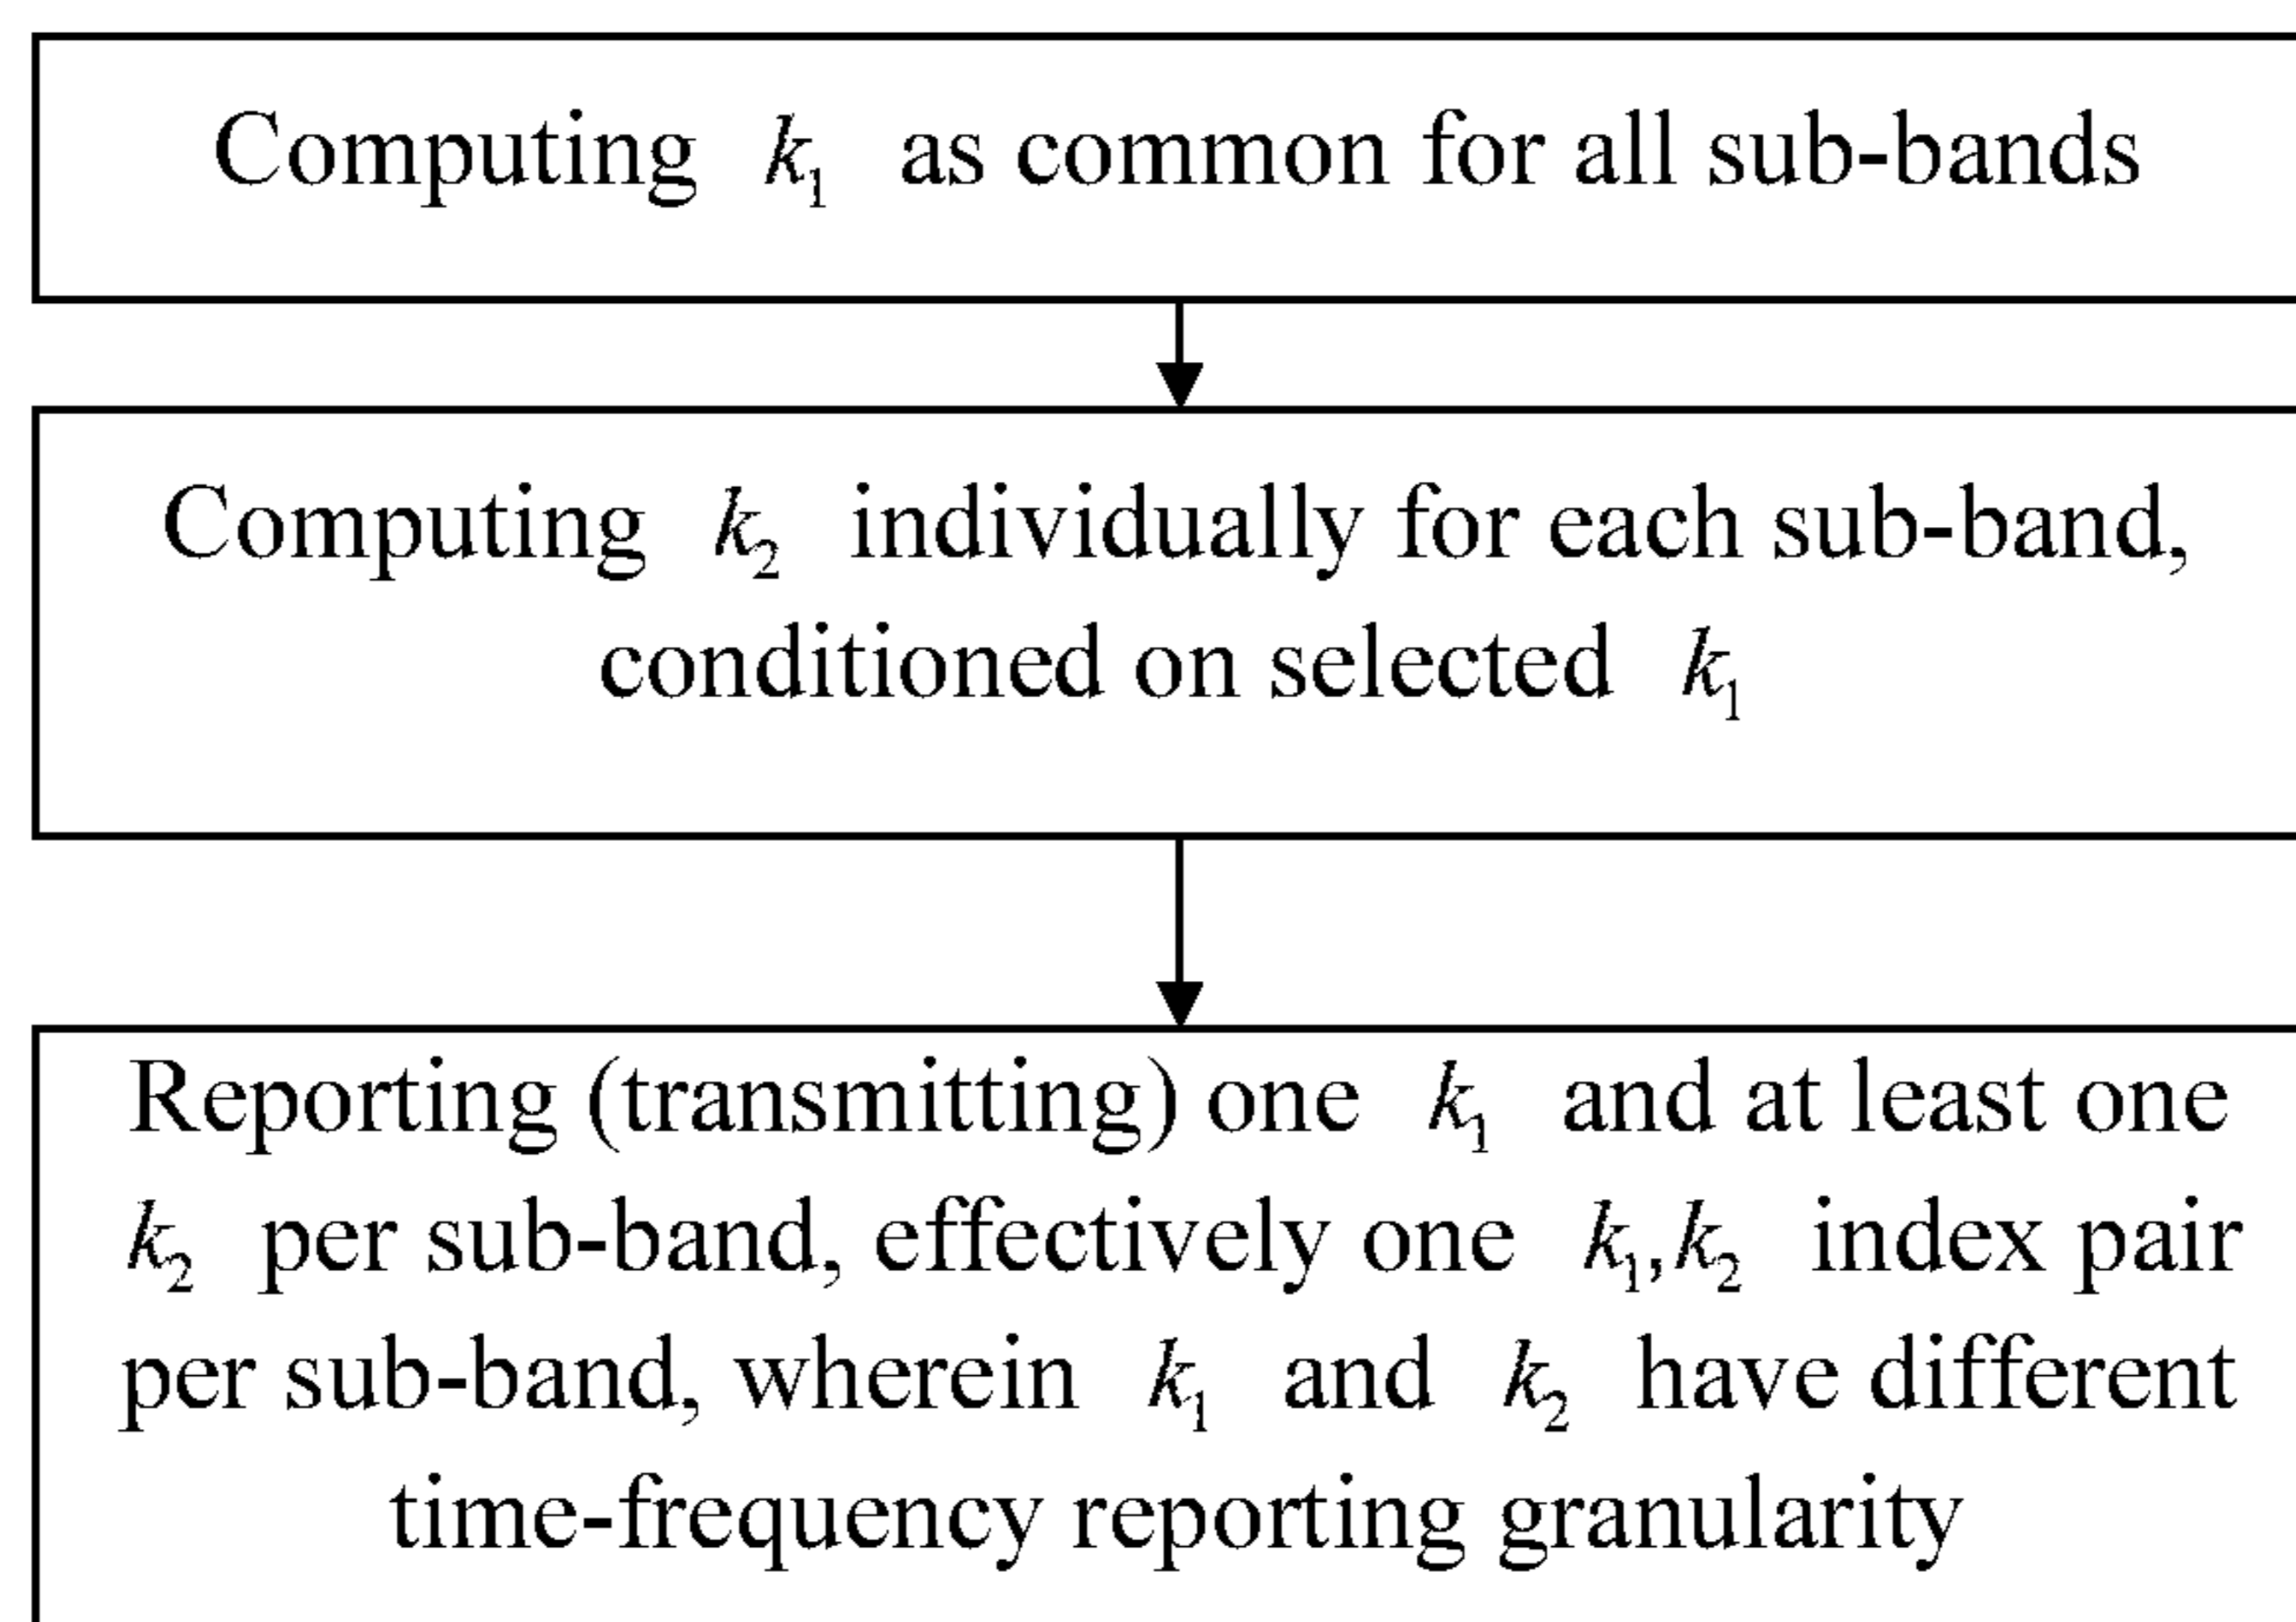 Computing k₁ as common for all sub-bands
Computing k₂ individually for each sub-band,
conditioned on selected k₁
Reporting (transmitting) one k₁ and at least one
k₂ per sub-band, effectively one k₁,k₂ index pair
per sub-band, wherein k₁ and k₂ have different
time-frequency reporting granularity